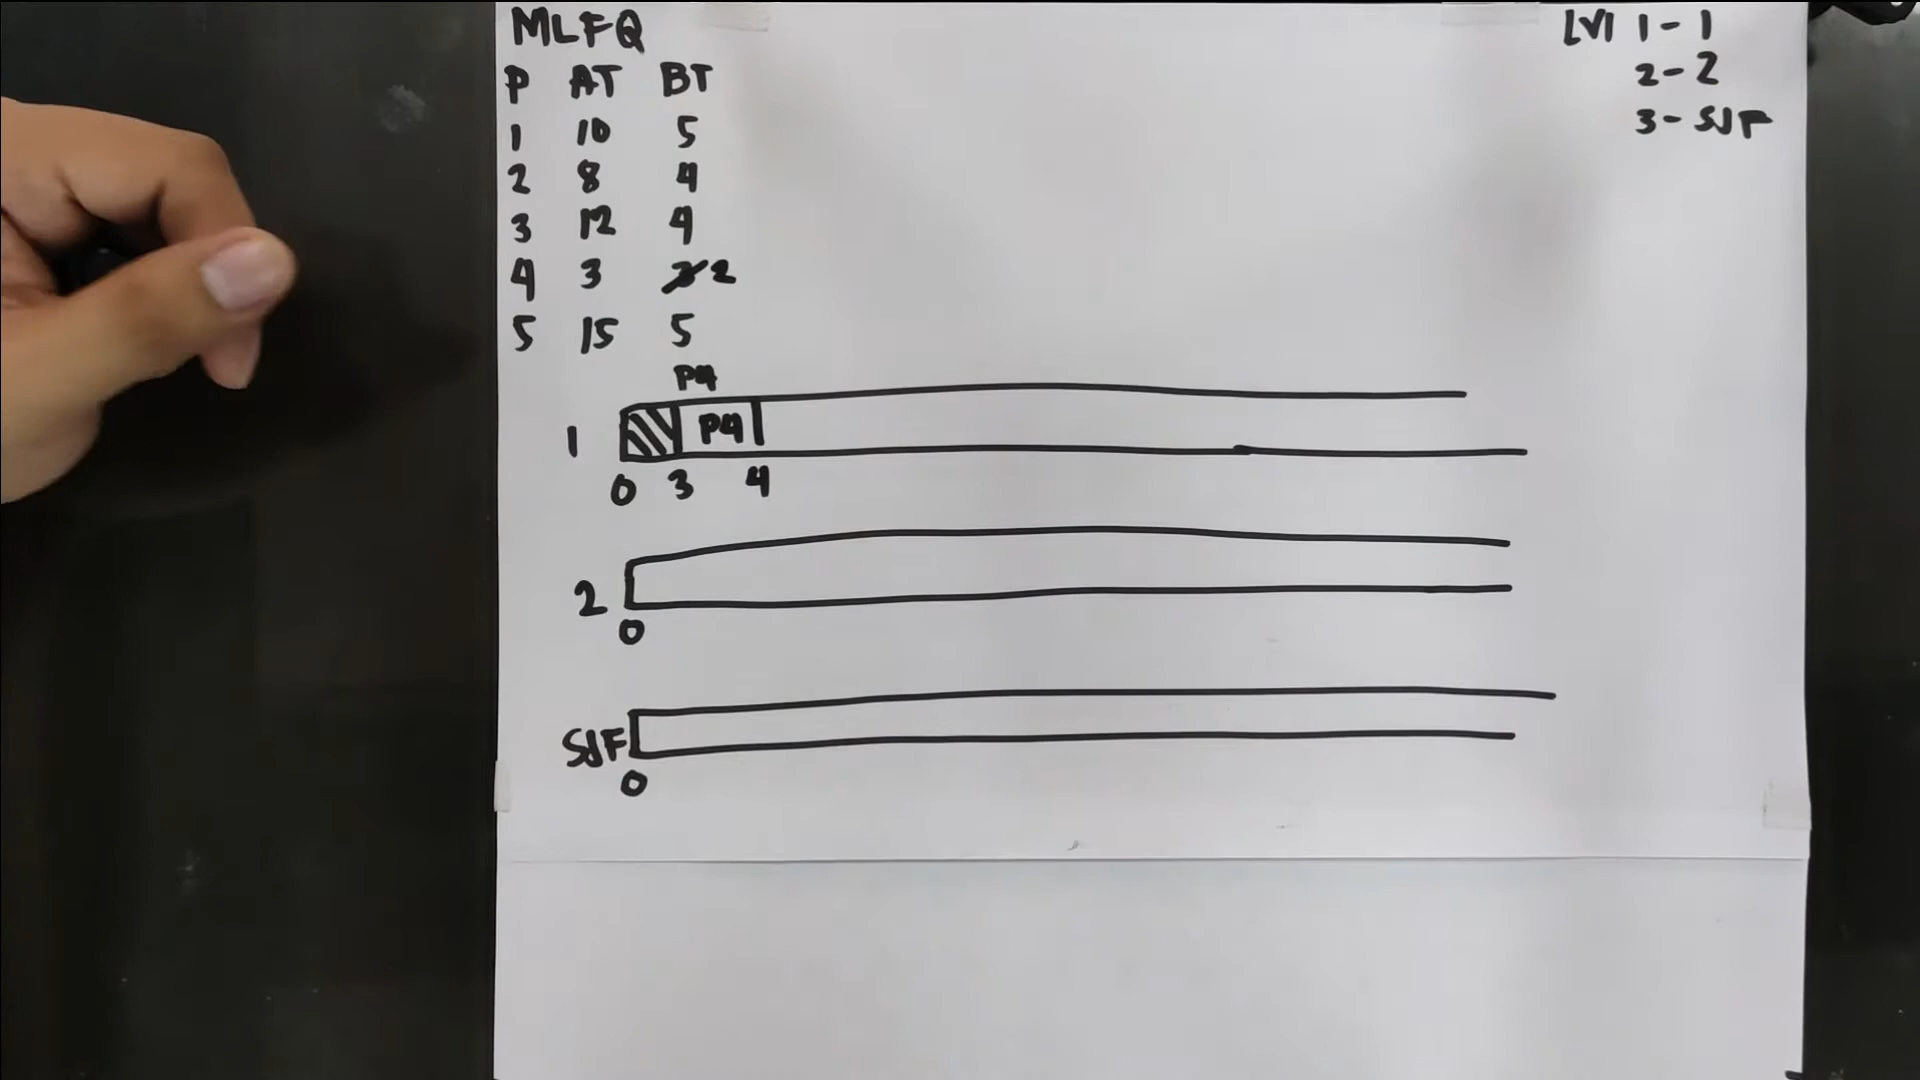 MLFQ
P AT BT
1 10 5
2 8 4
3 12 4
4 3 3 2
5 15 5
LVL 1 - 1
2 - 2
3 - SJF
P4
1 P4
0 3 4
2
0
SJF
0